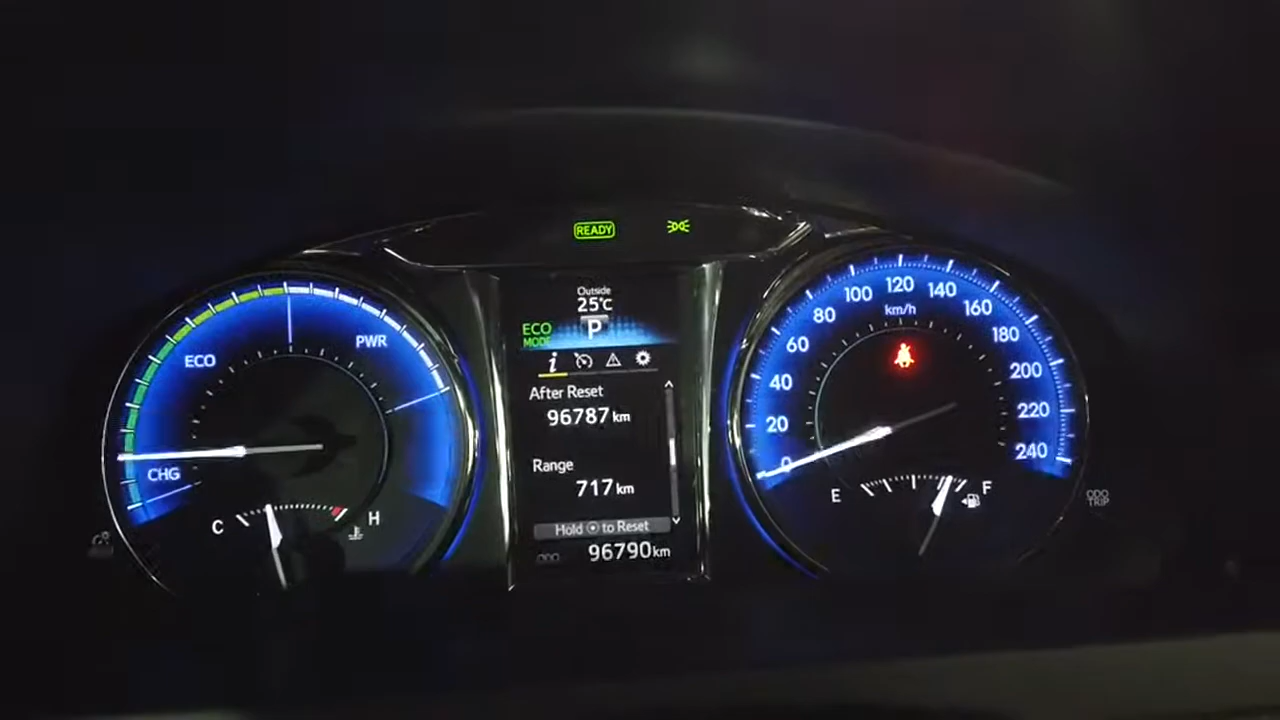 READY
Outside
25°C
P
ECO
MODE
i
After Reset
96787 km
Range
717 km
Hold to Reset
ODO
96790 km
ECO
PWR
CHG
C
H
0
20
40
60
80
100
120
140
160
180
200
220
240
km/h
E
F
ODO
TRIP